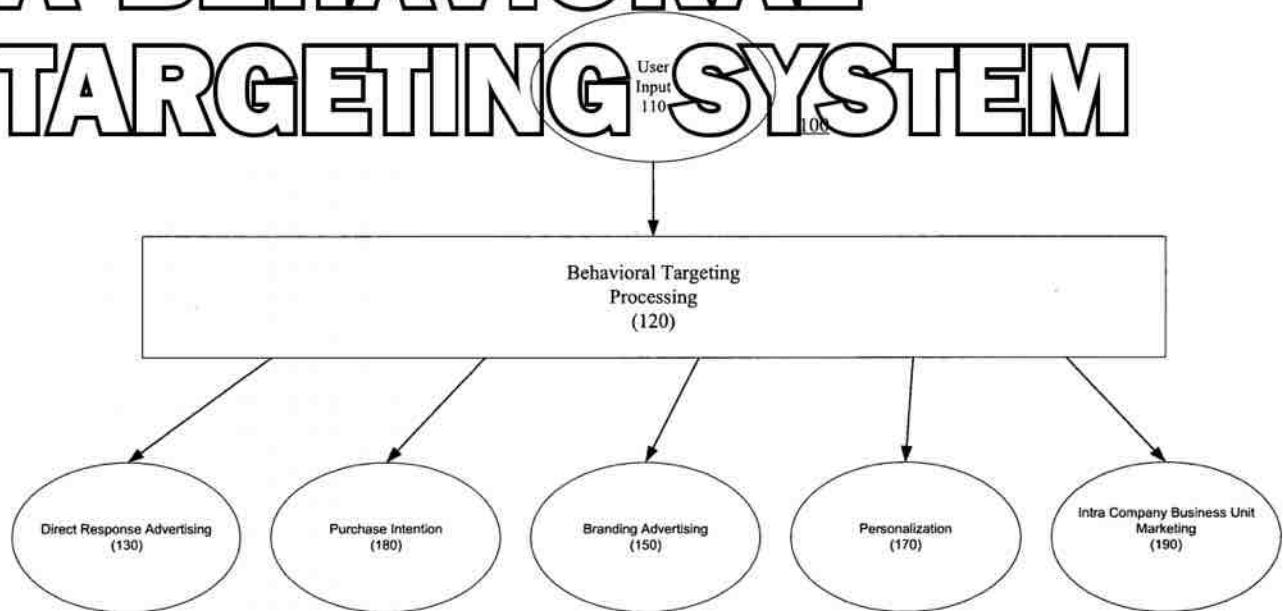 A BEHAVIORAL
TARGETING SYSTEM
User
Input
110
100
Behavioral Targeting
Processing
(120)
Direct Response Advertising
(130)
Purchase Intention
(180)
Branding Advertising
(150)
Personalization
(170)
Intra Company Business Unit
Marketing
(190)